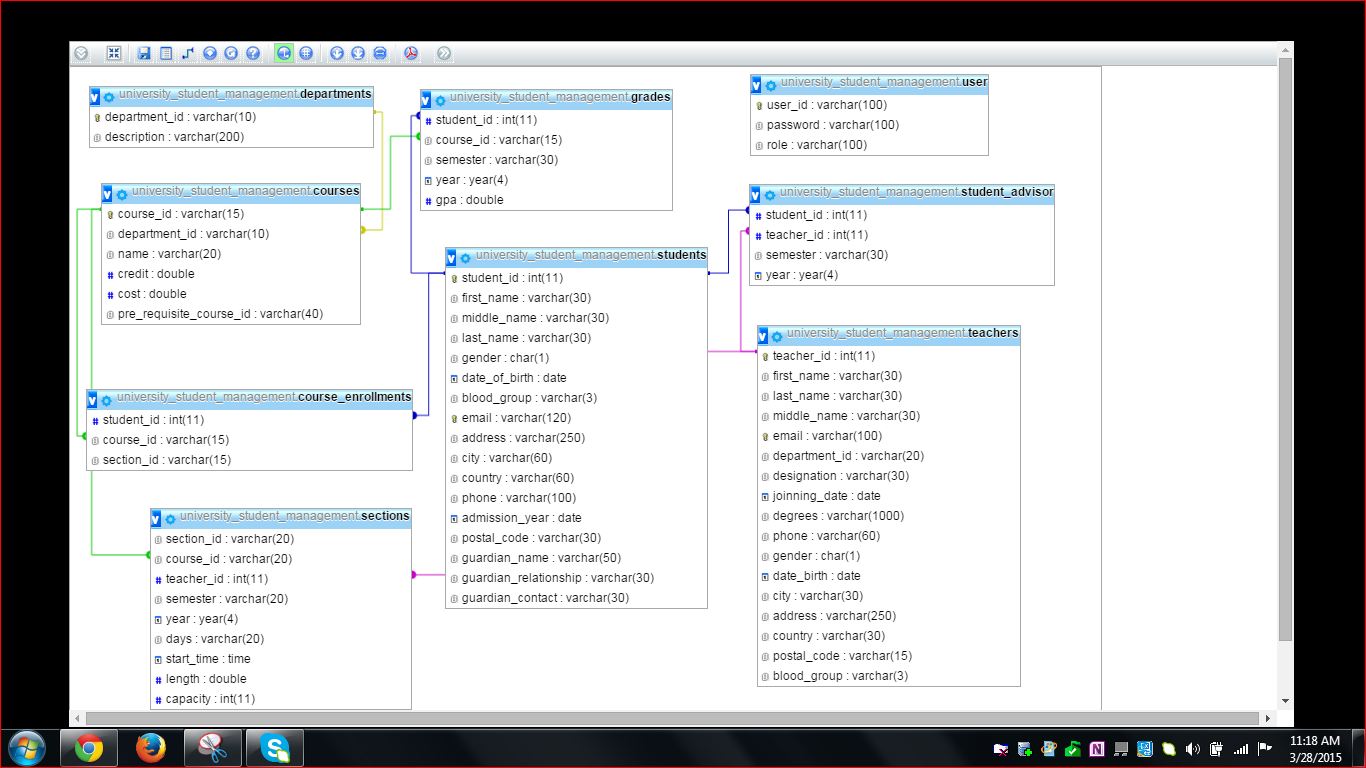 university_student_management.departments
department_id : varchar(10)
description : varchar(200)
university_student_management.grades
student_id : int(11)
course_id : varchar(15)
semester : varchar(30)
year : year(4)
gpa : double
university_student_management.user
user_id : varchar(100)
password : varchar(100)
role : varchar(100)
university_student_management.courses
course_id : varchar(15)
department_id : varchar(10)
name : varchar(20)
credit : double
cost : double
pre_requisite_course_id : varchar(40)
university_student_management.student_advisor
student_id : int(11)
teacher_id : int(11)
semester : varchar(30)
year : year(4)
university_student_management.students
student_id : int(11)
first_name : varchar(30)
middle_name : varchar(30)
last_name : varchar(30)
gender : char(1)
date_of_birth : date
blood_group : varchar(3)
email : varchar(120)
address : varchar(250)
city : varchar(60)
country : varchar(60)
phone : varchar(100)
admission_year : date
postal_code : varchar(30)
guardian_name : varchar(50)
guardian_relationship : varchar(30)
guardian_contact : varchar(30)
university_student_management.teachers
teacher_id : int(11)
first_name : varchar(30)
last_name : varchar(30)
middle_name : varchar(30)
email : varchar(100)
department_id : varchar(20)
designation : varchar(30)
joinning_date : date
degrees : varchar(1000)
phone : varchar(60)
gender : char(1)
date_birth : date
city : varchar(30)
address : varchar(250)
country : varchar(30)
postal_code : varchar(15)
blood_group : varchar(3)
university_student_management.course_enrollments
student_id : int(11)
course_id : varchar(15)
section_id : varchar(15)
university_student_management.sections
section_id : varchar(20)
course_id : varchar(20)
teacher_id : int(11)
semester : varchar(20)
year : year(4)
days : varchar(20)
start_time : time
length : double
capacity : int(11)
11:18 AM
3/28/2015